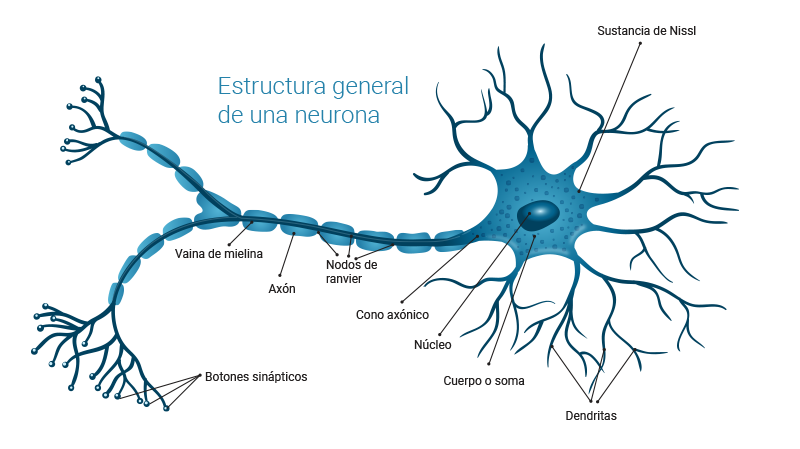 Sustancia de Nissl
Estructura general
de una neurona
Vaina de mielina
Axón
Nodos de
ranvier
Cono axónico
Núcleo
Cuerpo o soma
Botones sinápticos
Dendritas